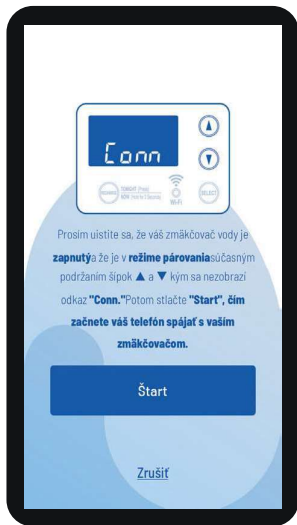 Conn
RECHARGE
TONIGHT (Press)
NOW (Hold for 3 Seconds)
Wi-Fi
SELECT
Prosím uistite sa, že váš zmäkčovač vody je
zapnutýa že je v režime párovaniasúčasným
podržaním šípok ▲ a ▼ kým sa nezobrazí
odkaz "Conn."Potom stlačte "Start", čím
začnete váš telefón spájať s vaším
zmäkčovačom.
Štart
Zrušiť